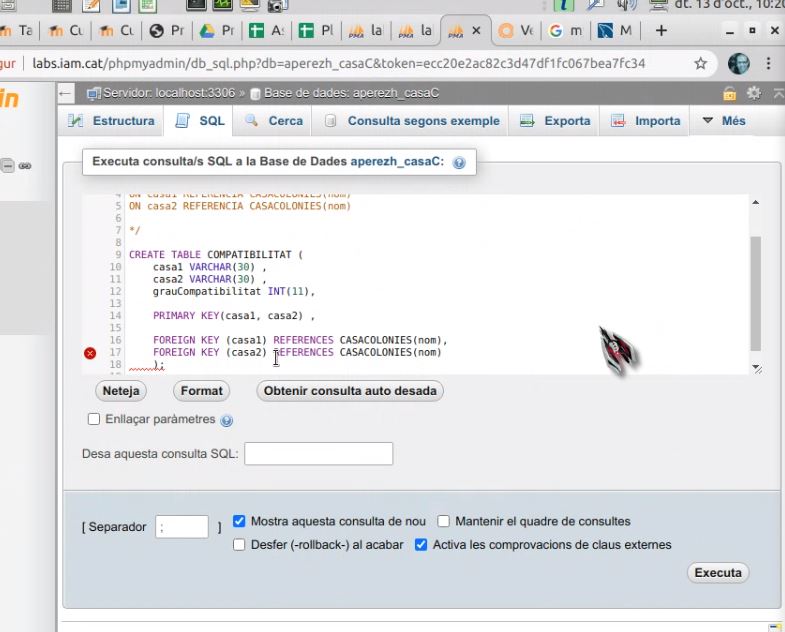 dt. 13 d'oct., 10:20
Ta
Cu
Cu
Pr
Pr
A:
Pl
la
la
Ve
m
M
gur
labs.iam.cat/phpmyadmin/db_sql.php?db=aperezh_casaC&token=ecc20e2ac82c3d47df1fc067bea7fc34
in
Servidor: localhost:3306 » Base de dades: aperezh_casaC
Estructura SQL Cerca Consulta segons exemple Exporta Importa Més
Executa consulta/s SQL a la Base de Dades aperezh_casaC:
4 ON casa1 REFERENCIA CASACOLONIES(nom)
5 ON casa2 REFERENCIA CASACOLONIES(nom)
6
7 */
8
9 CREATE TABLE COMPATIBILITAT (
10 casa1 VARCHAR(30) ,
11 casa2 VARCHAR(30) ,
12 grauCompatibilitat INT(11),
13
14 PRIMARY KEY(casa1, casa2) ,
15
16 FOREIGN KEY (casa1) REFERENCES CASACOLONIES(nom),
17 FOREIGN KEY (casa2) REFERENCES CASACOLONIES(nom)
18 );
Neteja Format Obtenir consulta auto desada
Enllaçar paràmetres
Desa aquesta consulta SQL:
[ Separador ; ]
Mostra aquesta consulta de nou Mantenir el quadre de consultes
Desfer (-rollback-) al acabar Activa les comprovacions de claus externes
Executa